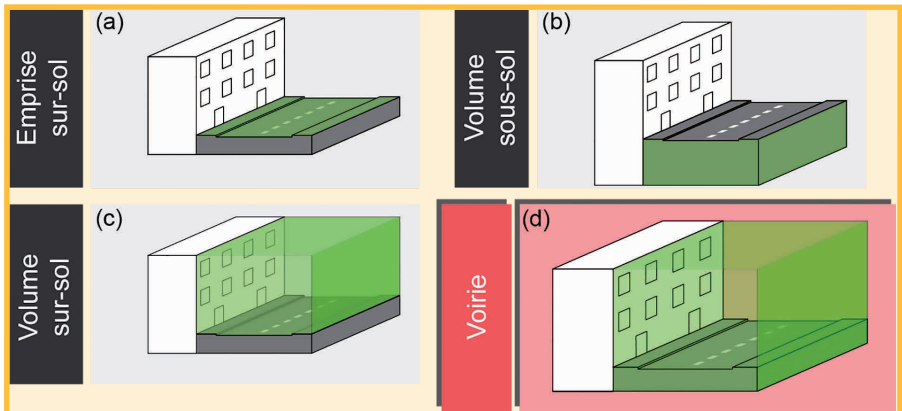 Emprise
sur-sol
(a)
Volume
sous-sol
(b)
Volume
sur-sol
(c)
Voirie
(d)